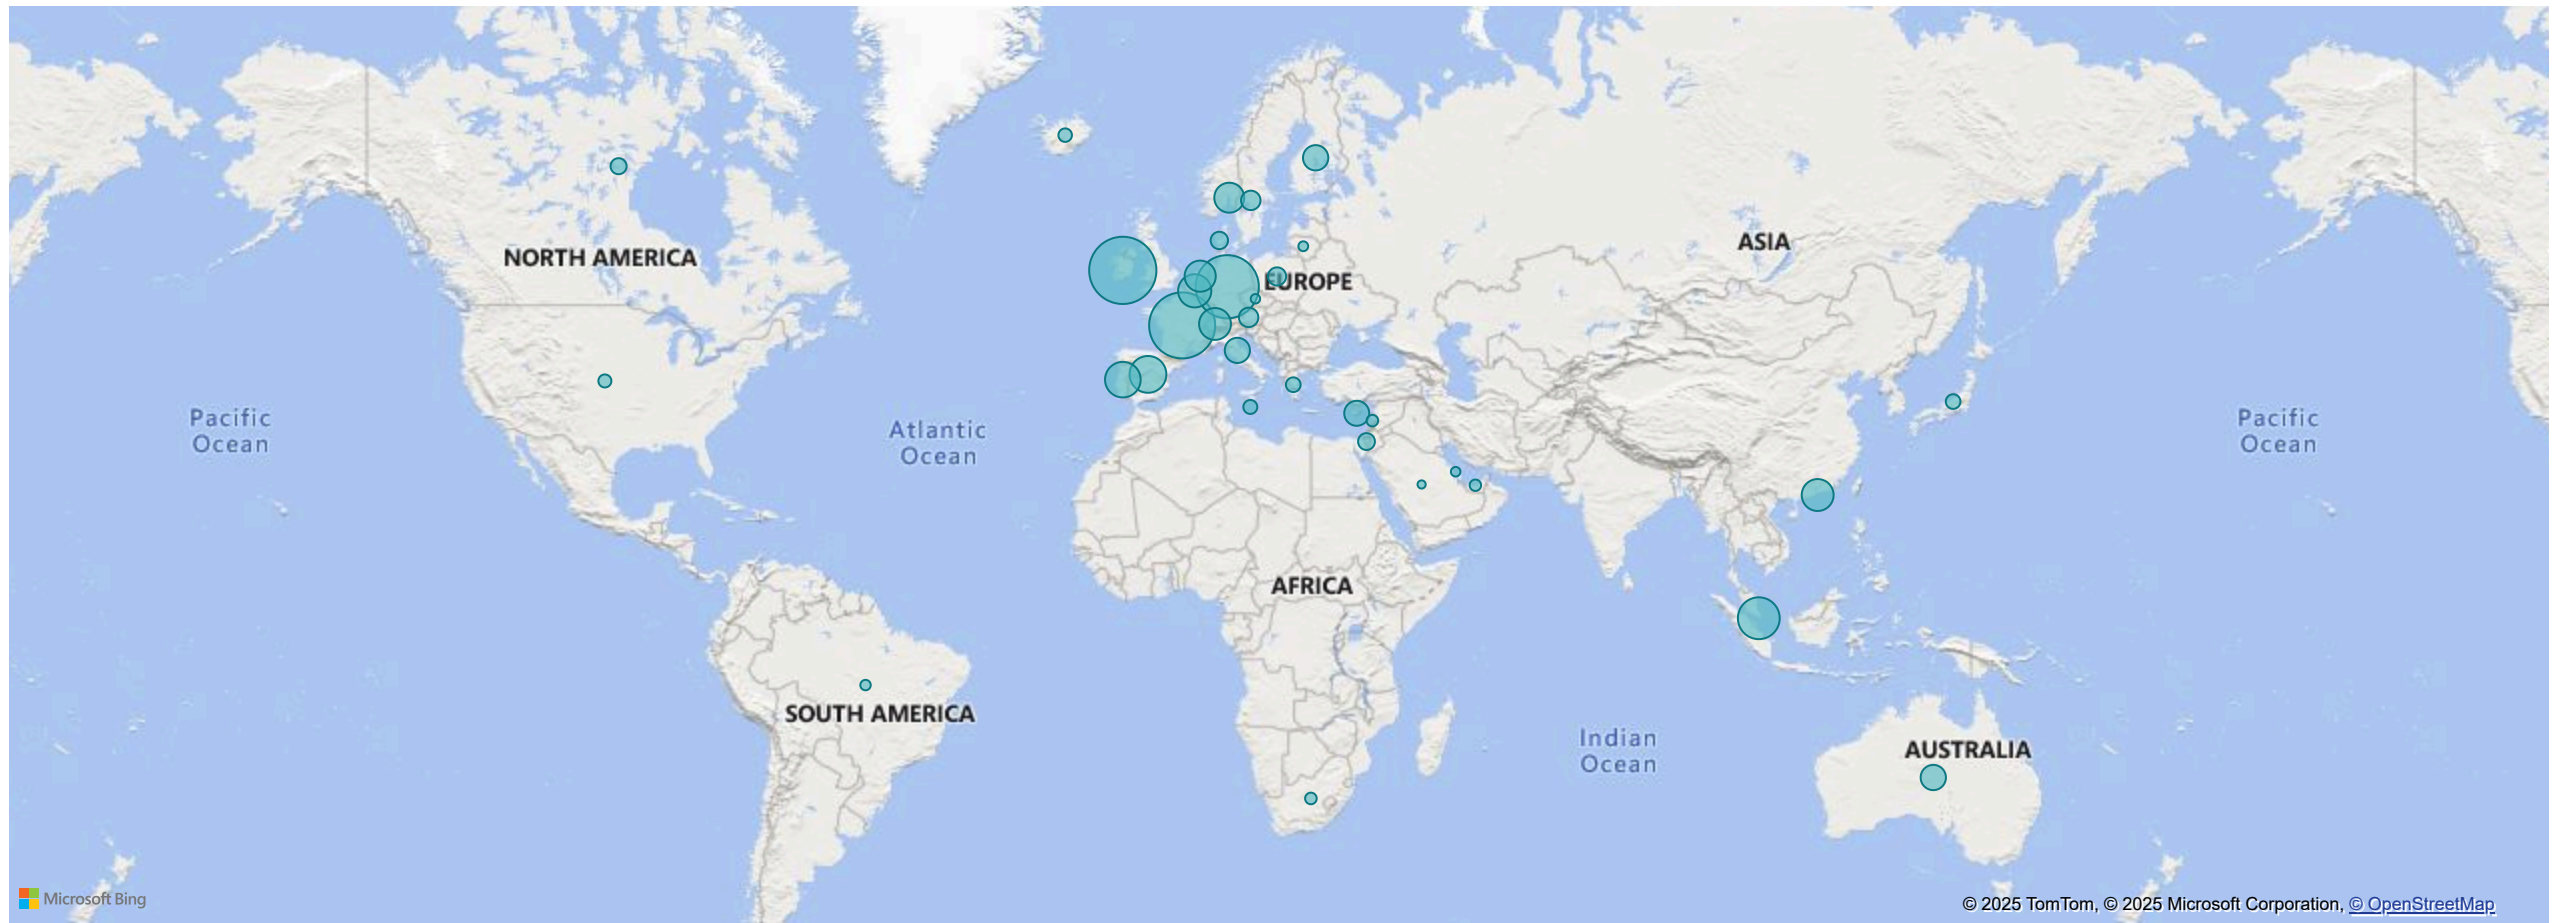 ASIA
NORTH AMERICA
EUROPE
Pacific
Ocean
Atlantic
Ocean
Pacific
Ocean
AFRICA
SOUTH AMERICA
Indian
Ocean
AUSTRALIA
Microsoft Bing
© 2025 TomTom, © 2025 Microsoft Corporation, © OpenStreetMap